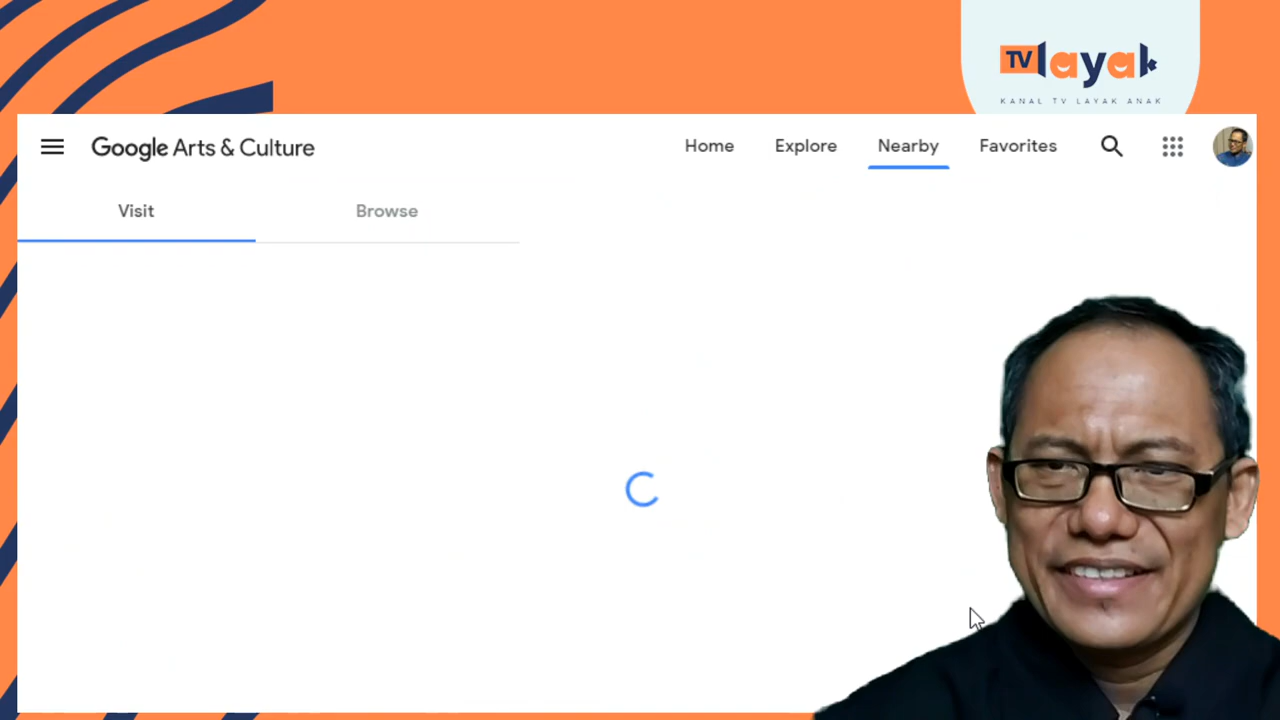 TV layak
KANAL TV LAYAK ANAK
Google Arts & Culture
Home Explore Nearby Favorites
Visit Browse